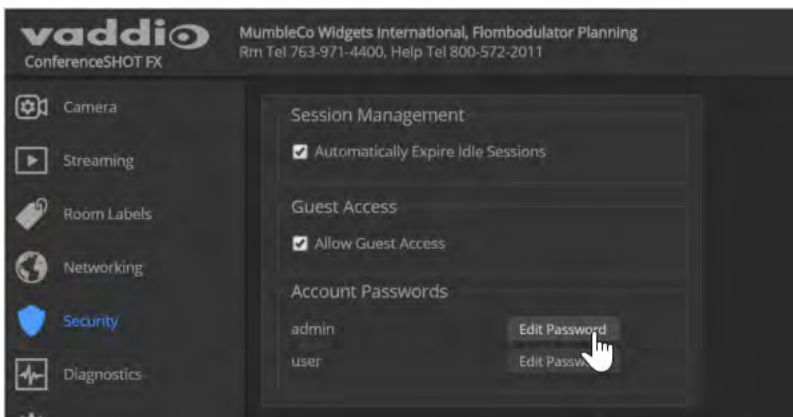 vaddio
ConferenceSHOT FX
MumbleCo Widgets International, Flombodulator Planning
Rm Tel 763-971-4400, Help Tel 800-572-2011
Camera
Streaming
Room Labels
Networking
Security
Diagnostics
Session Management
Automatically Expire Idle Sessions
Guest Access
Allow Guest Access
Account Passwords
admin Edit Password
user Edit